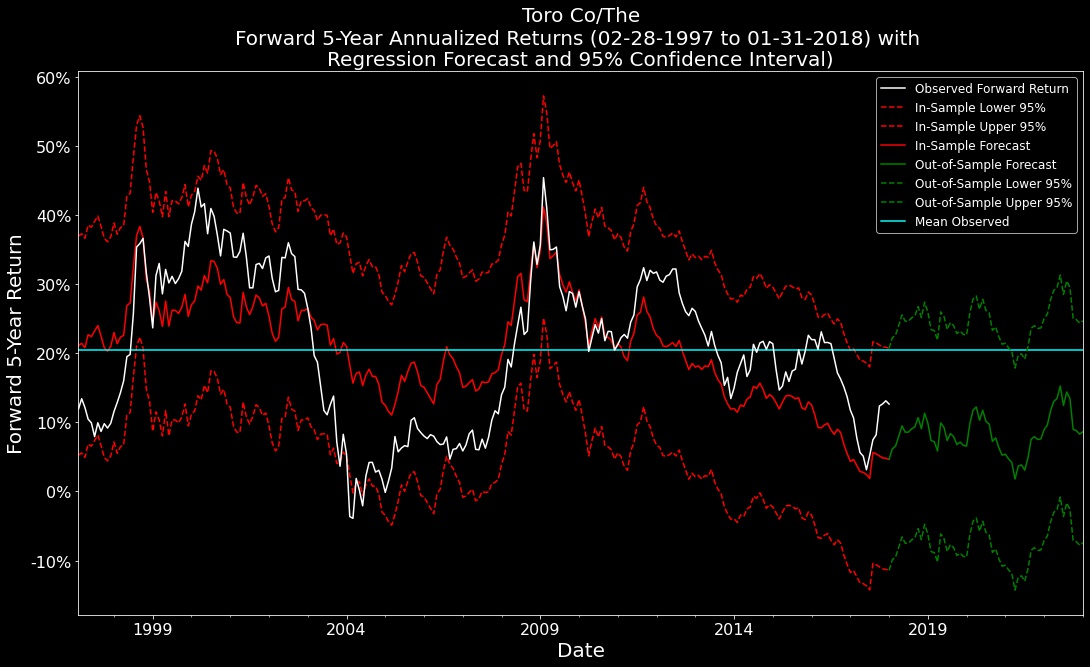 Toro Co/The
Forward 5-Year Annualized Returns (02-28-1997 to 01-31-2018) with
Regression Forecast and 95% Confidence Interval)
Forward 5-Year Return
60%
50%
40%
30%
20%
10%
0%
-10%
Observed Forward Return
In-Sample Lower 95%
In-Sample Upper 95%
In-Sample Forecast
Out-of-Sample Forecast
Out-of-Sample Lower 95%
Out-of-Sample Upper 95%
Mean Observed
1999 2004 2009 2014 2019
Date